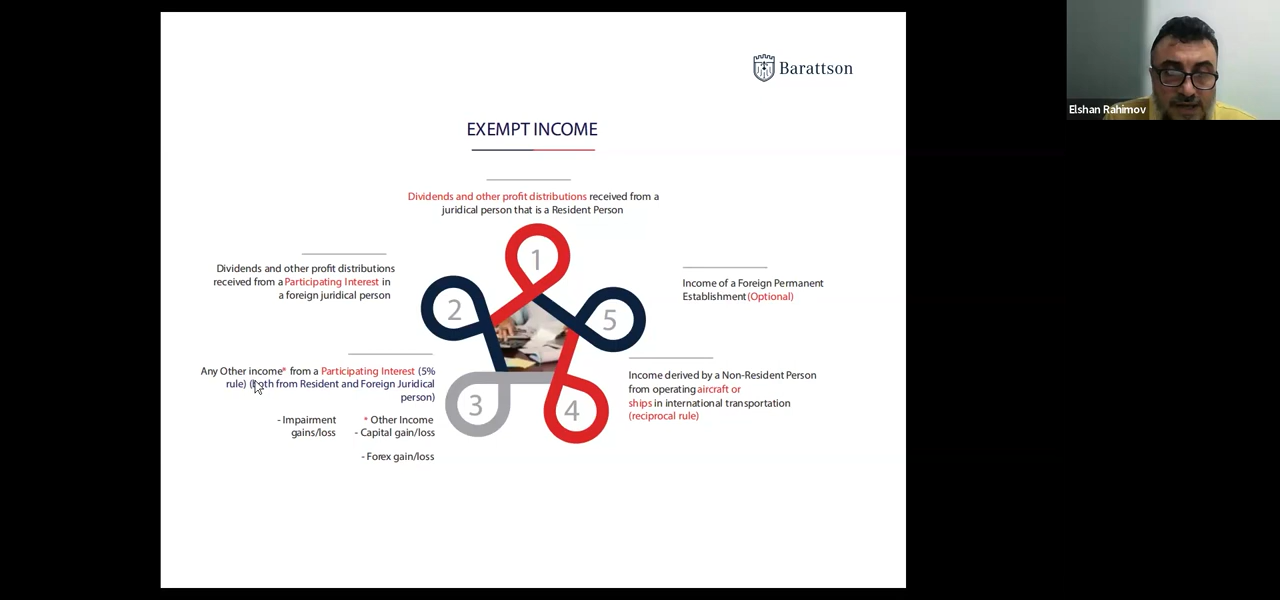 Barattson
Elshan Rahimov
EXEMPT INCOME
Dividends and other profit distributions received from a
juridical person that is a Resident Person
1
Dividends and other profit distributions
received from a Participating Interest in
a foreign juridical person
2
Any Other income* from a Participating Interest (5%
rule) (both from Resident and Foreign Juridical
person)
- Impairment
gains/loss
* Other Income
- Capital gain/loss
- Forex gain/loss
3
Income derived by a Non-Resident Person
from operating aircraft or
ships in international transportation
(reciprocal rule)
4
Income of a Foreign Permanent
Establishment (Optional)
5